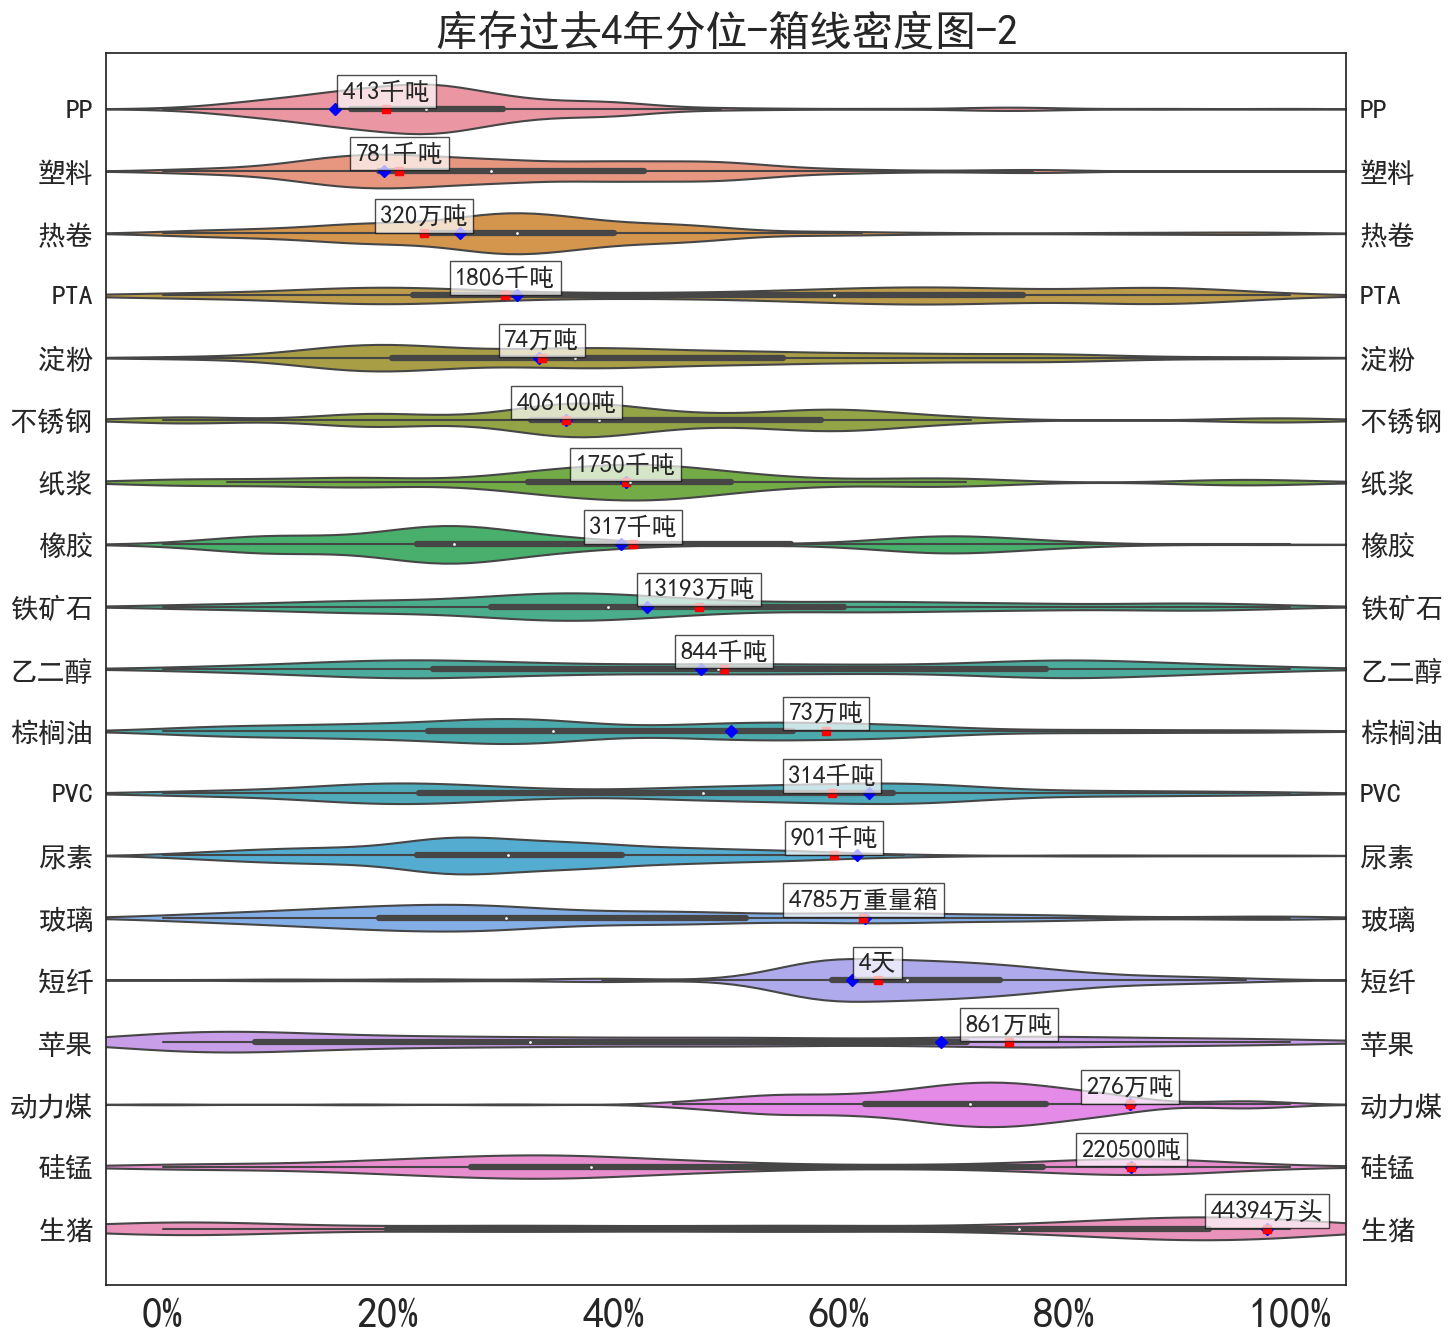 库存过去4年分位-箱线密度图-2
PP 413千吨 PP
塑料 781千吨 塑料
热卷 320万吨 热卷
PTA 1806千吨 PTA
淀粉 74万吨 淀粉
不锈钢 406100吨 不锈钢
纸浆 1750千吨 纸浆
橡胶 317千吨 橡胶
铁矿石 13193万吨 铁矿石
乙二醇 844千吨 乙二醇
棕榈油 73万吨 棕榈油
PVC 314千吨 PVC
尿素 901千吨 尿素
玻璃 4785万重量箱 玻璃
短纤 4天 短纤
苹果 861万吨 苹果
动力煤 276万吨 动力煤
硅锰 220500吨 硅锰
生猪 44394万头 生猪
0% 20% 40% 60% 80% 100%